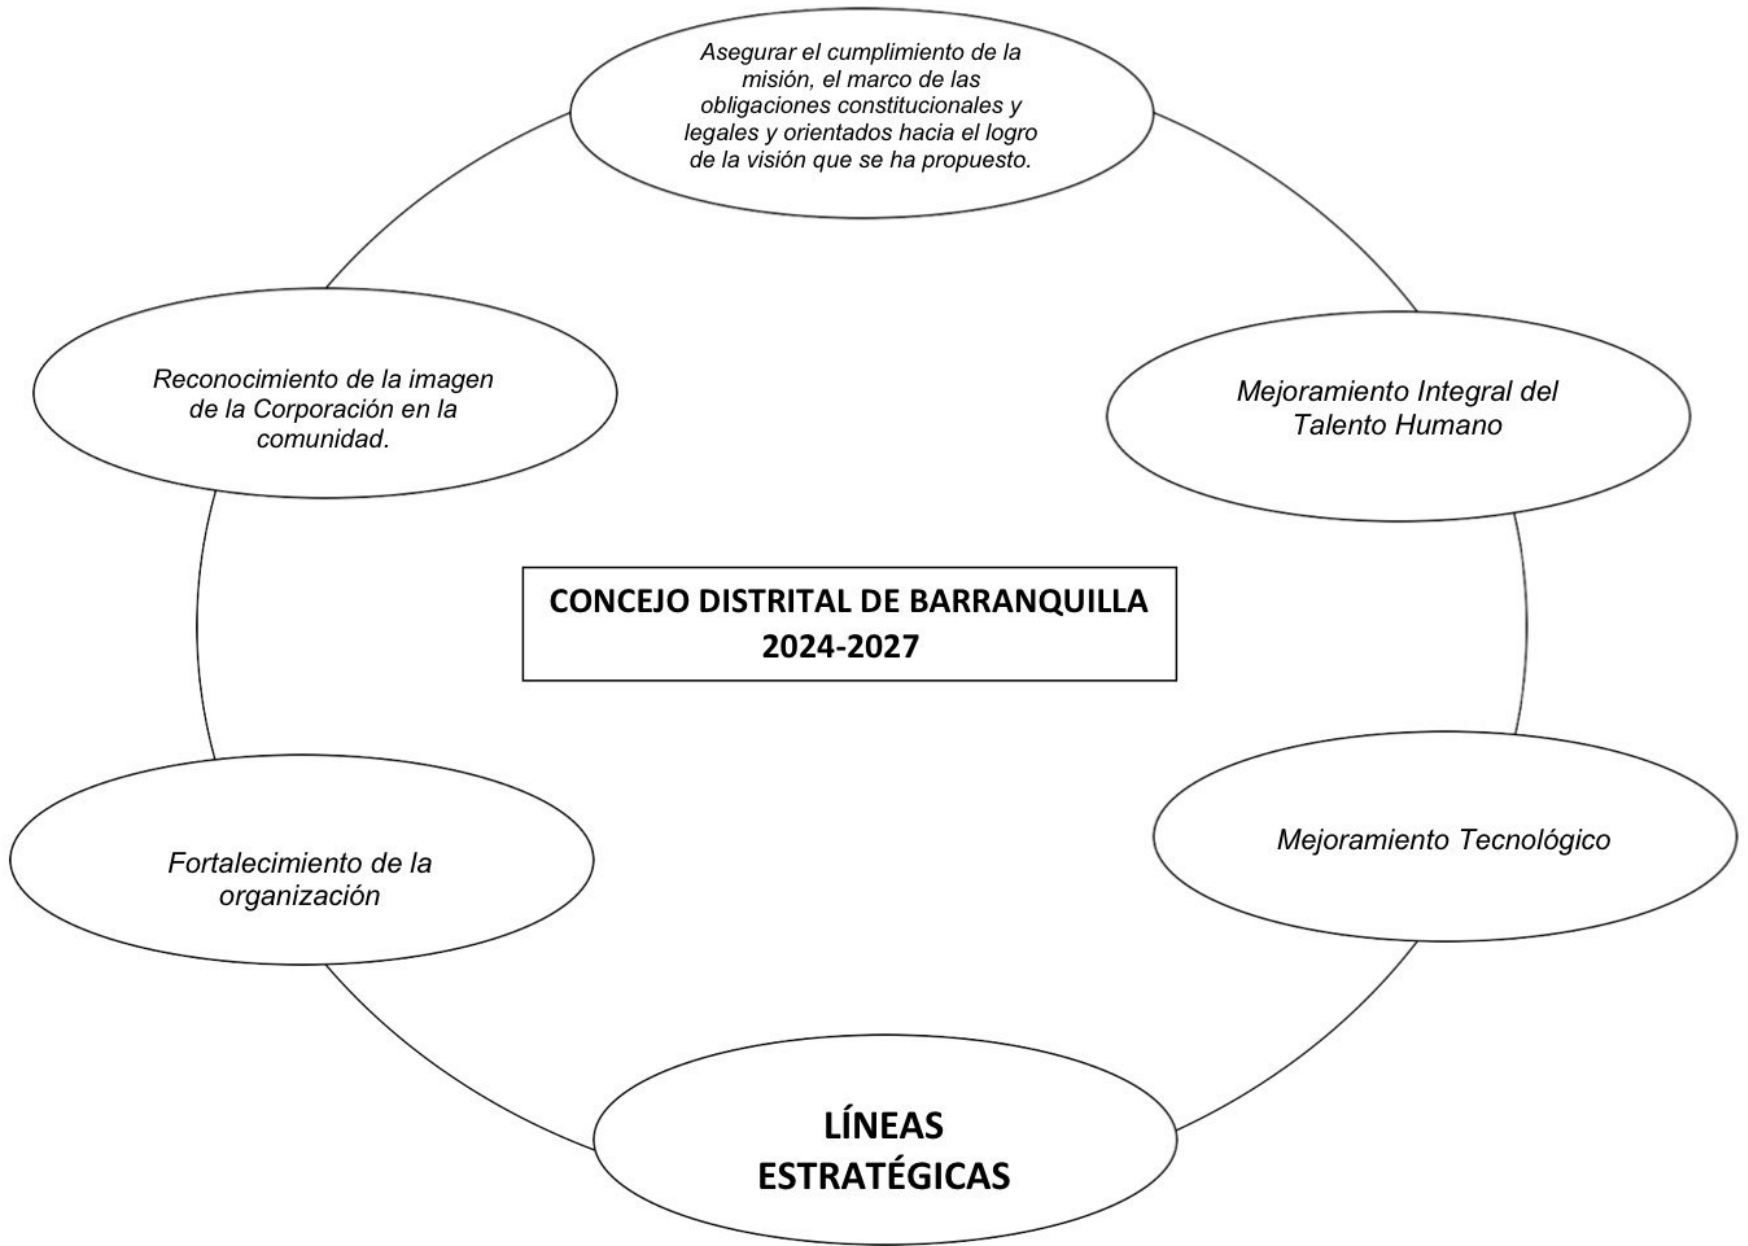 Asegurar el cumplimiento de la
misión, el marco de las
obligaciones constitucionales y
legales y orientados hacia el logro
de la visión que se ha propuesto.
Reconocimiento de la imagen
de la Corporación en la
comunidad.
Mejoramiento Integral del
Talento Humano
CONCEJO DISTRITAL DE BARRANQUILLA
2024-2027
Fortalecimiento de la
organización
Mejoramiento Tecnológico
LÍNEAS
ESTRATÉGICAS